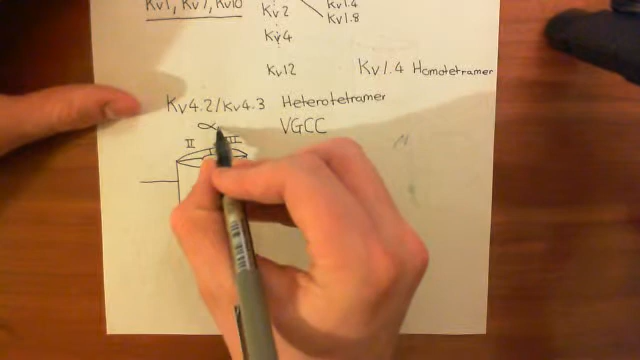 Kv1, Kv7, Kv10
Kv1.4
Kv2
Kv1.8
Kv4
Kv12
Kv1.4 Homotetramer
Kv4.2/Kv4.3 Heterotetramer
α
VGCC
II
III